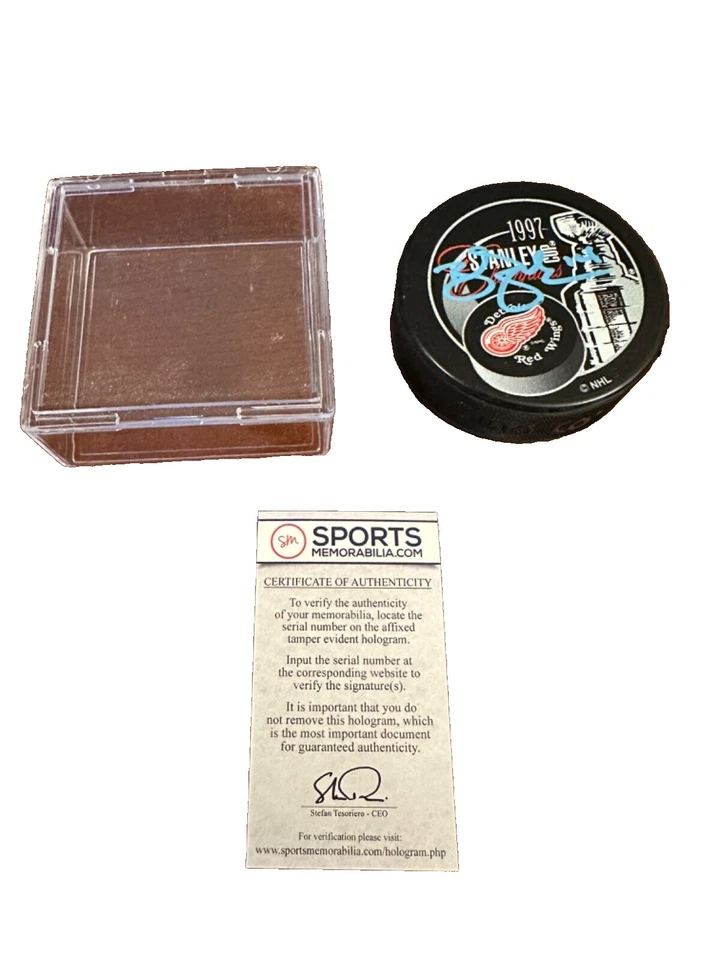 1997
STANLEY CUP®
Champions
Detroit
Red Wings®
© NHL
SM SPORTS
MEMORABILIA.COM
CERTIFICATE OF AUTHENTICITY
To verify the authenticity
of your memorabilia, locate the
serial number on the affixed
tamper evident hologram.
Input the serial number at
the corresponding website to
verify the signature(s).
It is important that you do
not remove this hologram, which
is the most important document
for guaranteed authenticity.
Stefan Tesoriero - CEO
For verification please visit:
www.sportsmemorabilia.com/hologram.php